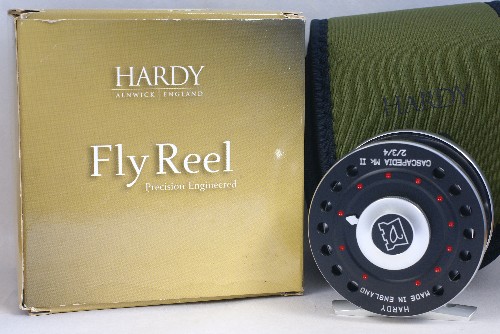 HARDY
ALNWICK ENGLAND
Fly Reel
Precision Engineered
HARDY
CASCAPEDIA Mk II
2/3/4
HARDY
MADE IN ENGLAND